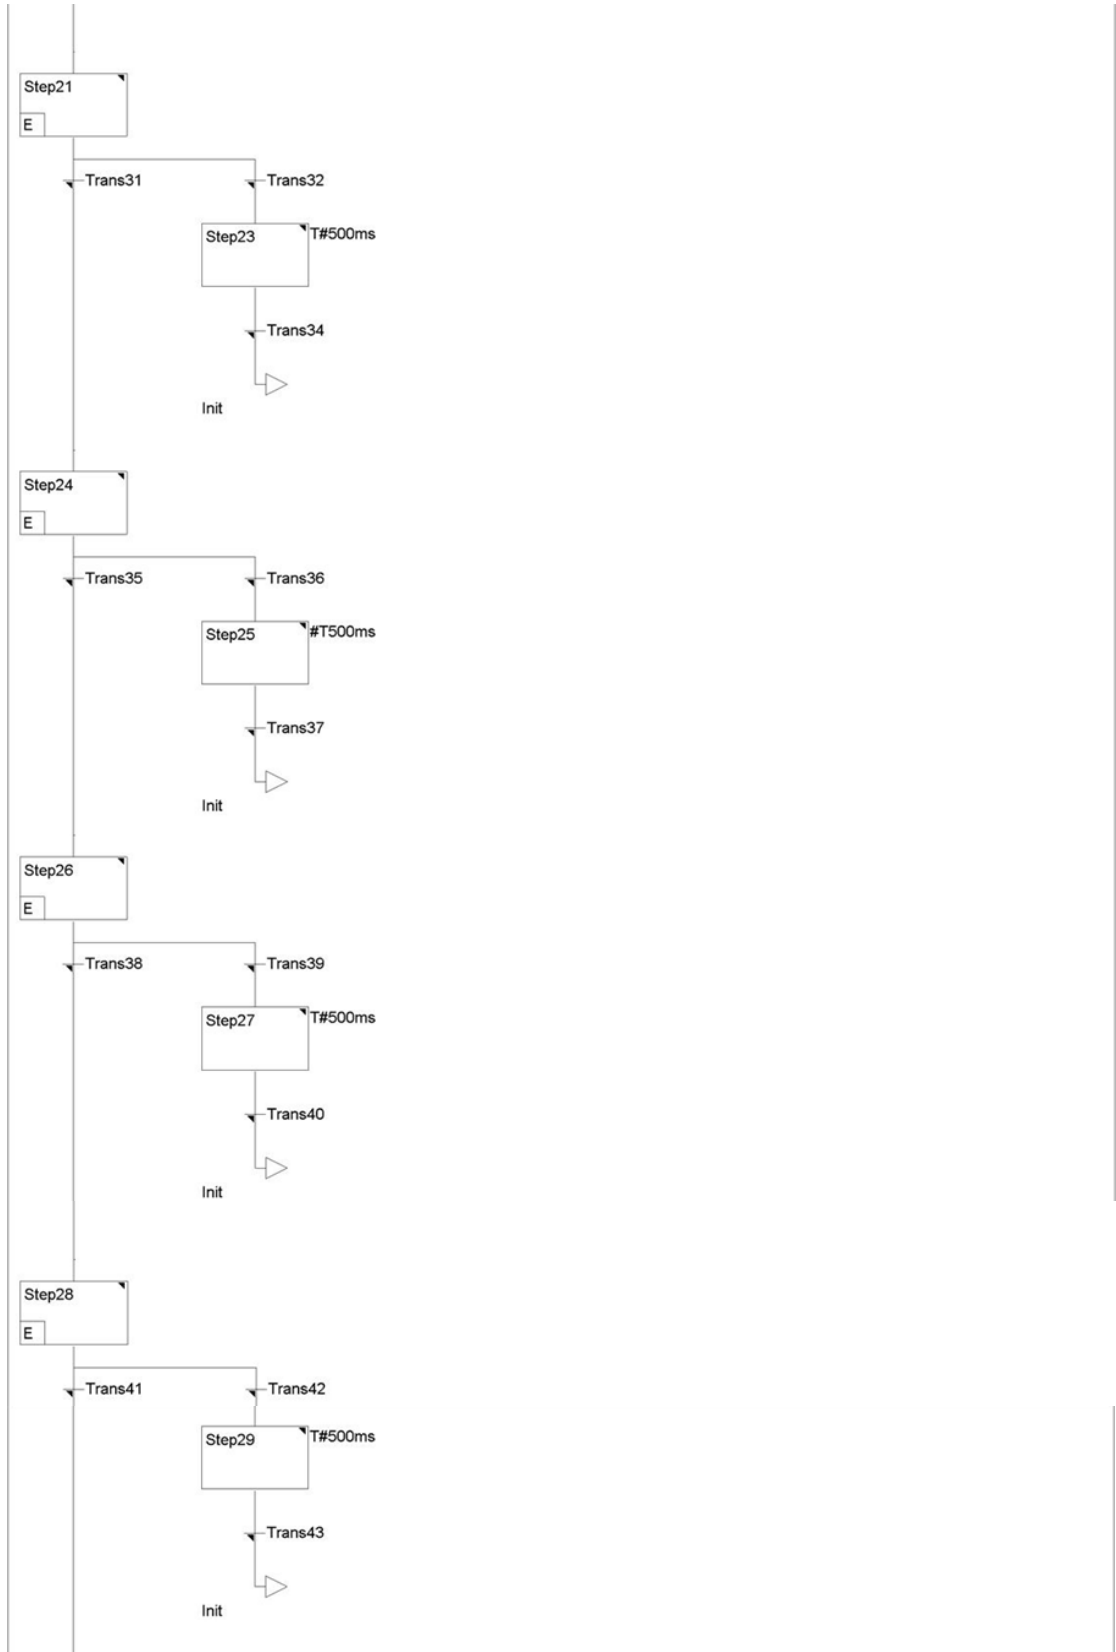 Step21
E
Trans31 Trans32
Step23 T#500ms
Trans34
Init
Step24
E
Trans35 Trans36
Step25 #T500ms
Trans37
Init
Step26
E
Trans38 Trans39
Step27 T#500ms
Trans40
Init
Step28
E
Trans41 Trans42
Step29 T#500ms
Trans43
Init